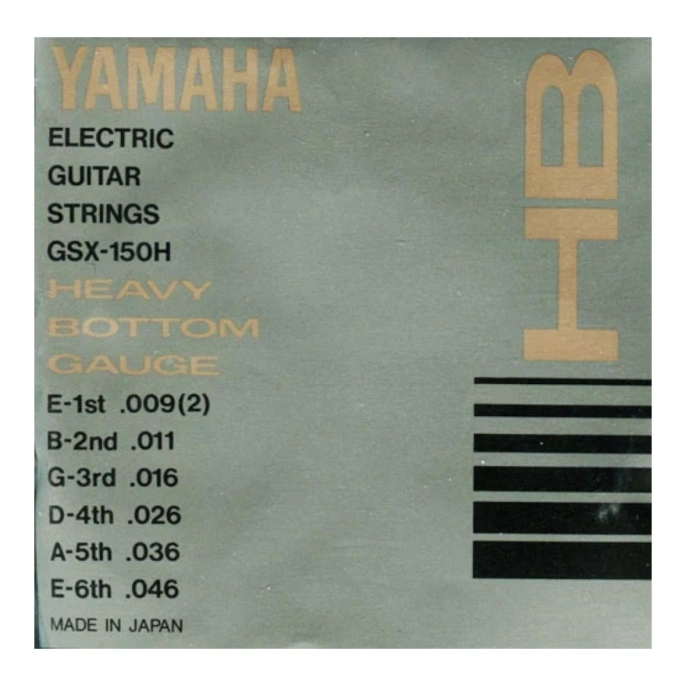 YAMAHA
ELECTRIC
GUITAR
STRINGS
GSX-150H
HEAVY
BOTTOM
GAUGE
E-1st .009(2)
B-2nd .011
G-3rd .016
D-4th .026
A-5th .036
E-6th .046
MADE IN JAPAN
HB